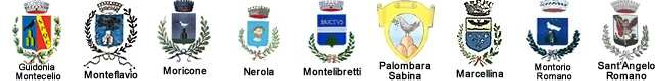 Guidonia
Montecelio
Monteflavio
Moricone
Nerola
Montelibretti
Palombara
Sabina
Marcellina
Montorio
Romano
Sant'Angelo
Romano